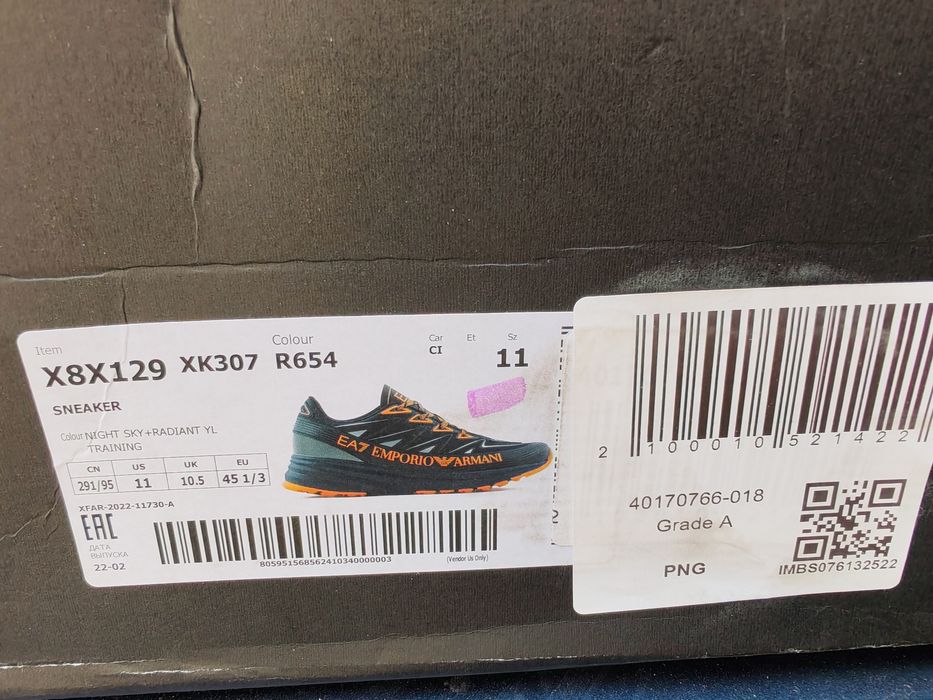 Item
X8X129 XK307
Colour
R654
Car
CI
Et
Sz
11
SNEAKER
Colour NIGHT SKY+RADIANT YL
TRAINING
CN US UK EU
291/95 11 10.5 45 1/3
XFAR-2022-11730-A
EAC
ДАТА
ВЫПУСКА
22-02
EA7 EMPORIO ARMANI
805951568562410340000003
(Vendor Us Only)
2 100010 521422
40170766-018
Grade A
PNG
IMBS076132522